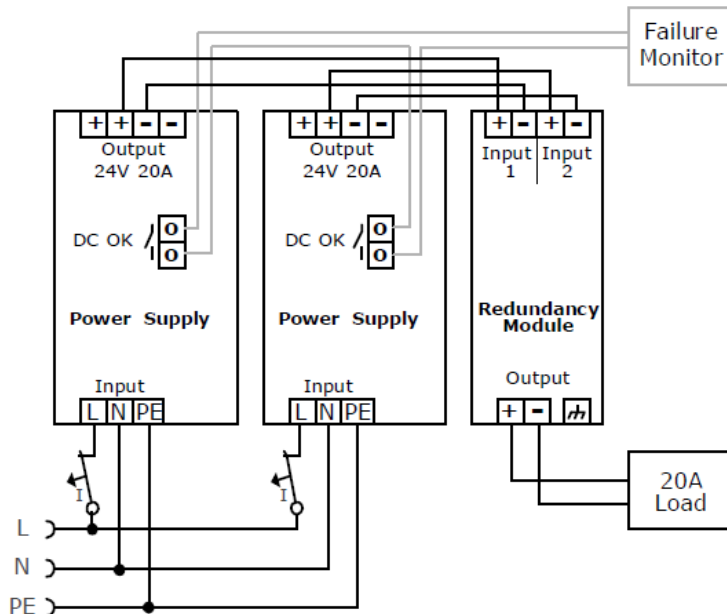 Failure
Monitor
+ + - -
Output
24V 20A
DC OK
O
O
Power Supply
Input
L N PE
I
+ + - -
Output
24V 20A
DC OK
O
O
Power Supply
Input
L N PE
I
+ - + -
Input
1
Input
2
Redundancy
Module
Output
+ -
20A
Load
L
N
PE